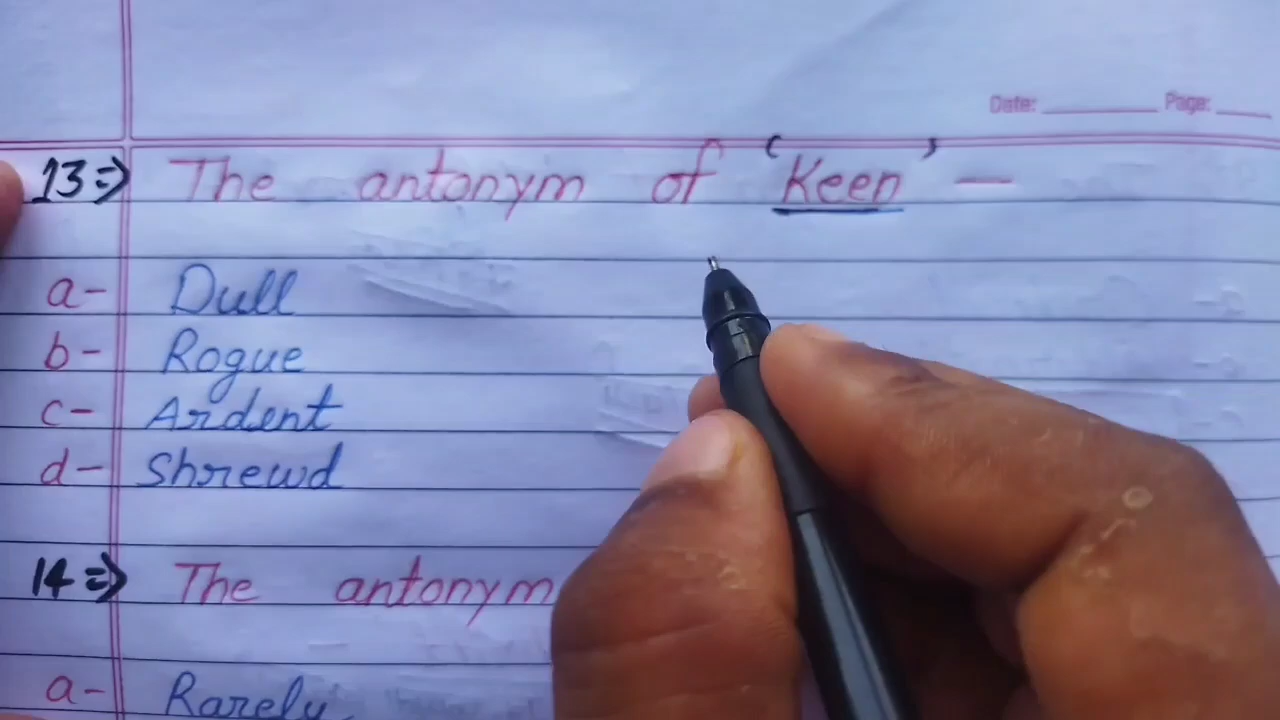 Date: Page:
13⇒ The antonym of 'Keen' —
a- Dull
b- Rogue
c- Ardent
d- Shrewd
14⇒ The antonym
a- Rarely